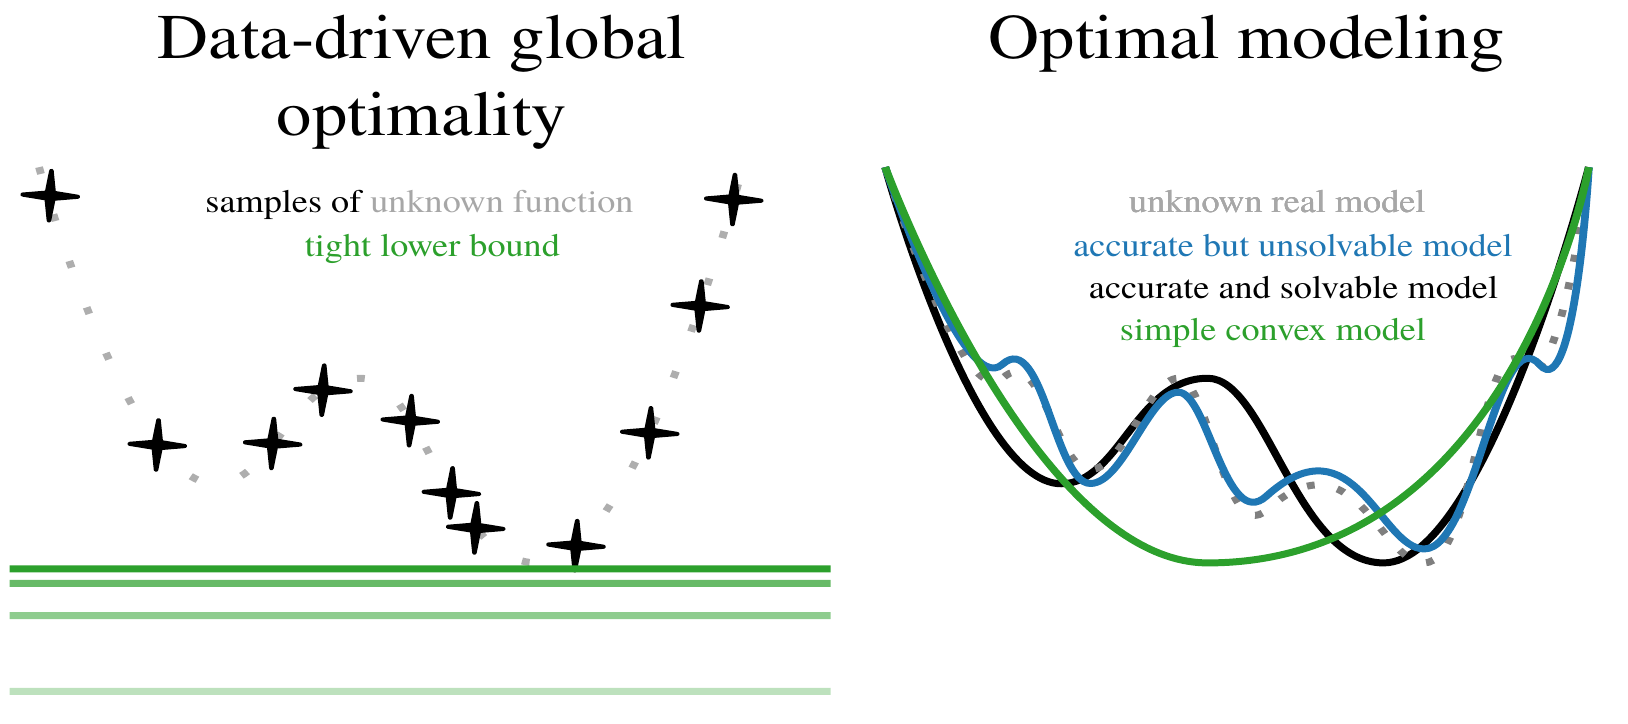 Data-driven global
optimality
samples of unknown function
tight lower bound
Optimal modeling
unknown real model
accurate but unsolvable model
accurate and solvable model
simple convex model